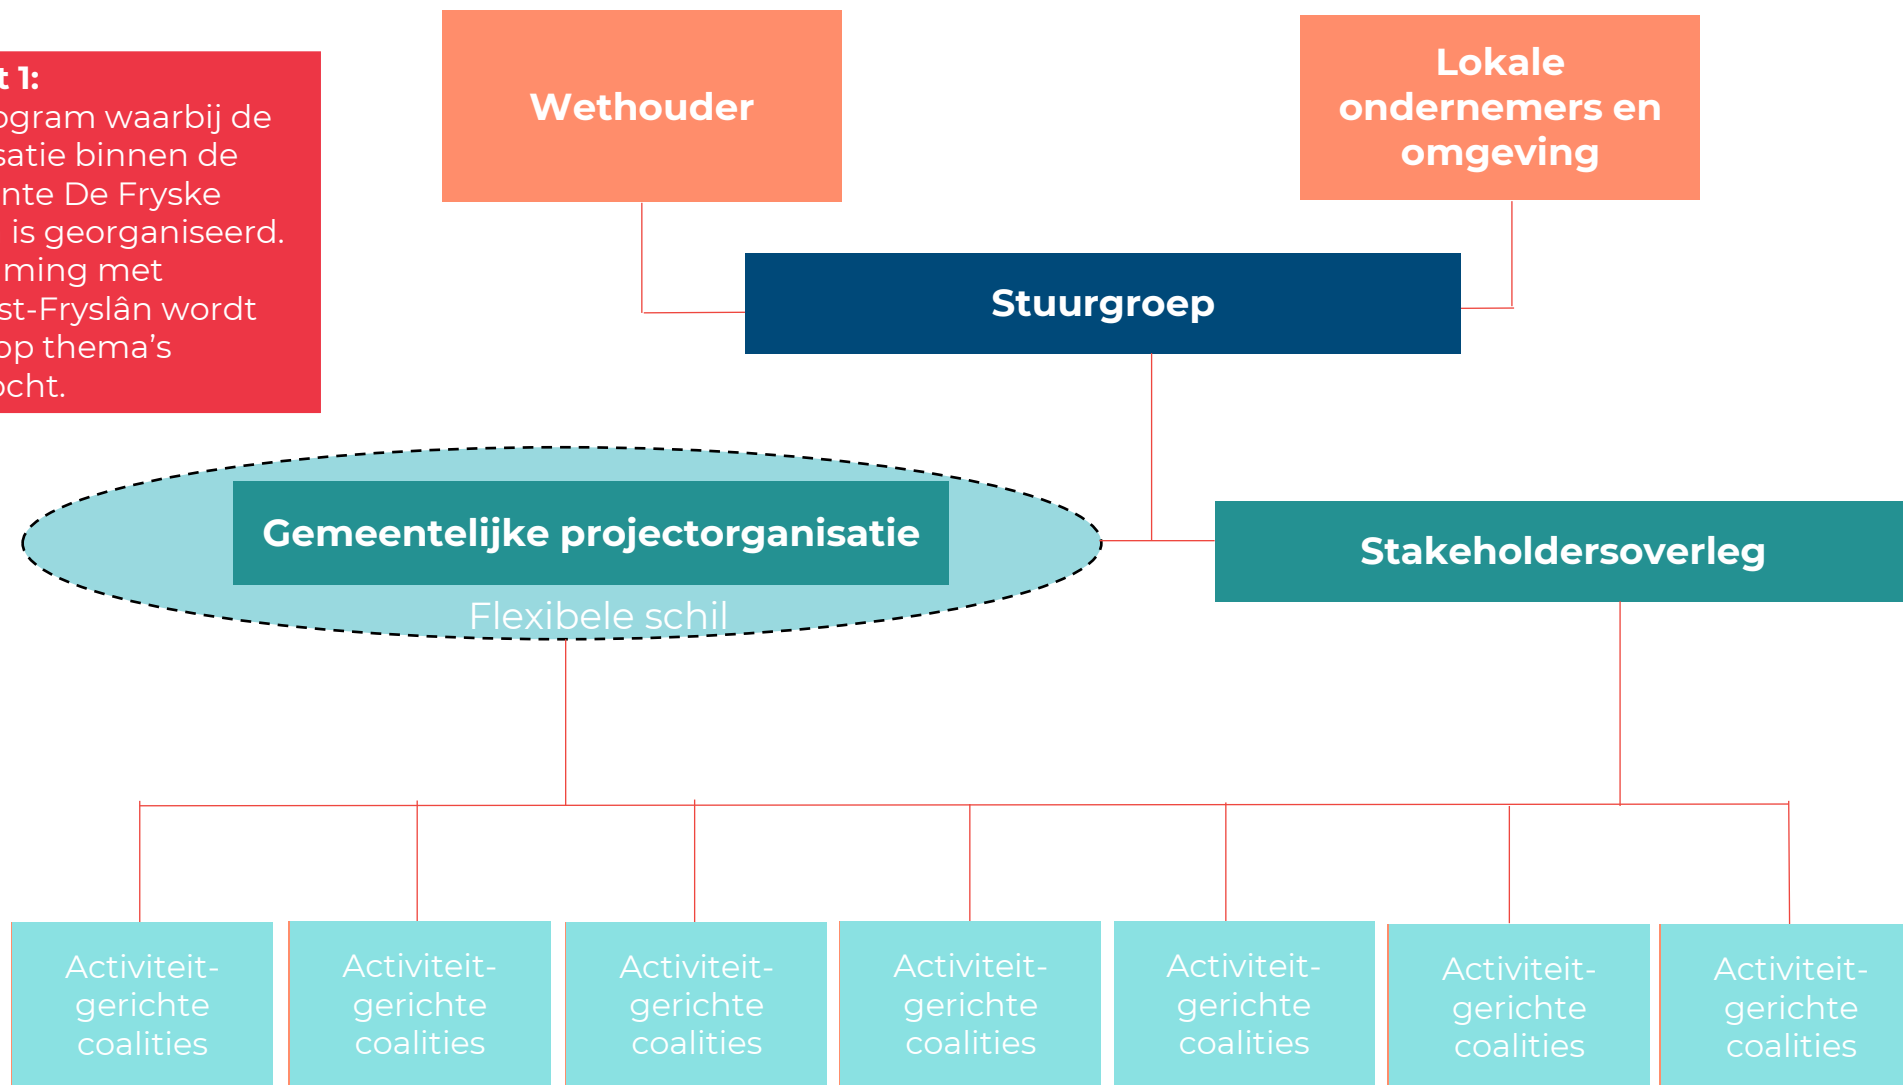 t 1:
ogram waarbij de
satie binnen de
nte De Fryske
is georganiseerd.
ming met
st-Fryslân wordt
op thema's
ocht.
Wethouder
Lokale
ondernemers en
omgeving
Stuurgroep
Gemeentelijke projectorganisatie
Flexibele schil
Stakeholdersoverleg
Activiteit-
gerichte
coalities
Activiteit-
gerichte
coalities
Activiteit-
gerichte
coalities
Activiteit-
gerichte
coalities
Activiteit-
gerichte
coalities
Activiteit-
gerichte
coalities
Activiteit-
gerichte
coalities